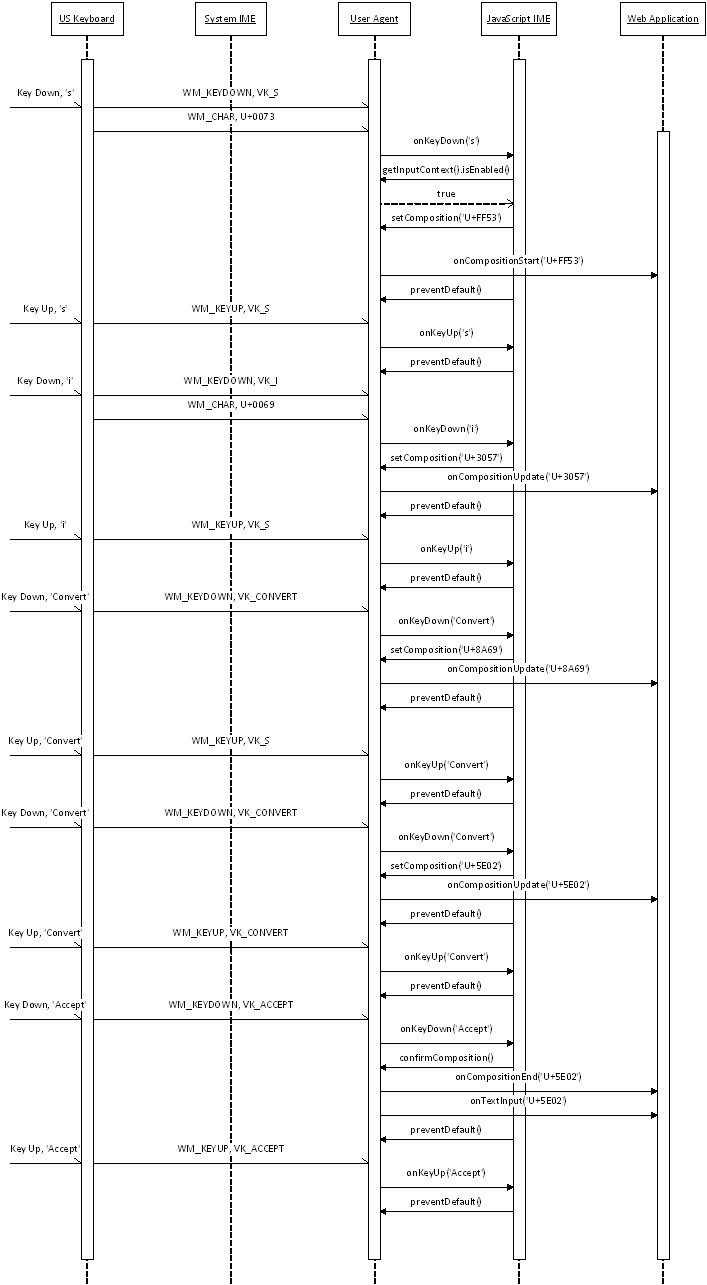 US Keyboard
System IME
User Agent
JavaScript IME
Web Application
Key Down, 's'
WM_KEYDOWN, VK_S
WM_CHAR, U+0073
onKeyDown('s')
getInputContext().isEnabled()
true
setComposition('U+FF53')
onCompositionStart('U+FF53')
preventDefault()
Key Up, 's'
WM_KEYUP, VK_S
onKeyUp('s')
preventDefault()
Key Down, 'i'
WM_KEYDOWN, VK_I
WM_CHAR, U+0069
onKeyDown('i')
setComposition('U+3057')
onCompositionUpdate('U+3057')
preventDefault()
Key Up, 'i'
WM_KEYUP, VK_S
onKeyUp('i')
preventDefault()
Key Down, 'Convert'
WM_KEYDOWN, VK_CONVERT
onKeyDown('Convert')
setComposition('U+8A69')
onCompositionUpdate('U+8A69')
preventDefault()
Key Up, 'Convert'
WM_KEYUP, VK_S
onKeyUp('Convert')
preventDefault()
Key Down, 'Convert'
WM_KEYDOWN, VK_CONVERT
onKeyDown('Convert')
setComposition('U+5E02')
onCompositionUpdate('U+5E02')
preventDefault()
Key Up, 'Convert'
WM_KEYUP, VK_CONVERT
onKeyUp('Convert')
preventDefault()
Key Down, 'Accept'
WM_KEYDOWN, VK_ACCEPT
onKeyDown('Accept')
confirmComposition()
onCompositionEnd('U+5E02')
onTextInput('U+5E02')
preventDefault()
Key Up, 'Accept'
WM_KEYUP, VK_ACCEPT
onKeyUp('Accept')
preventDefault()